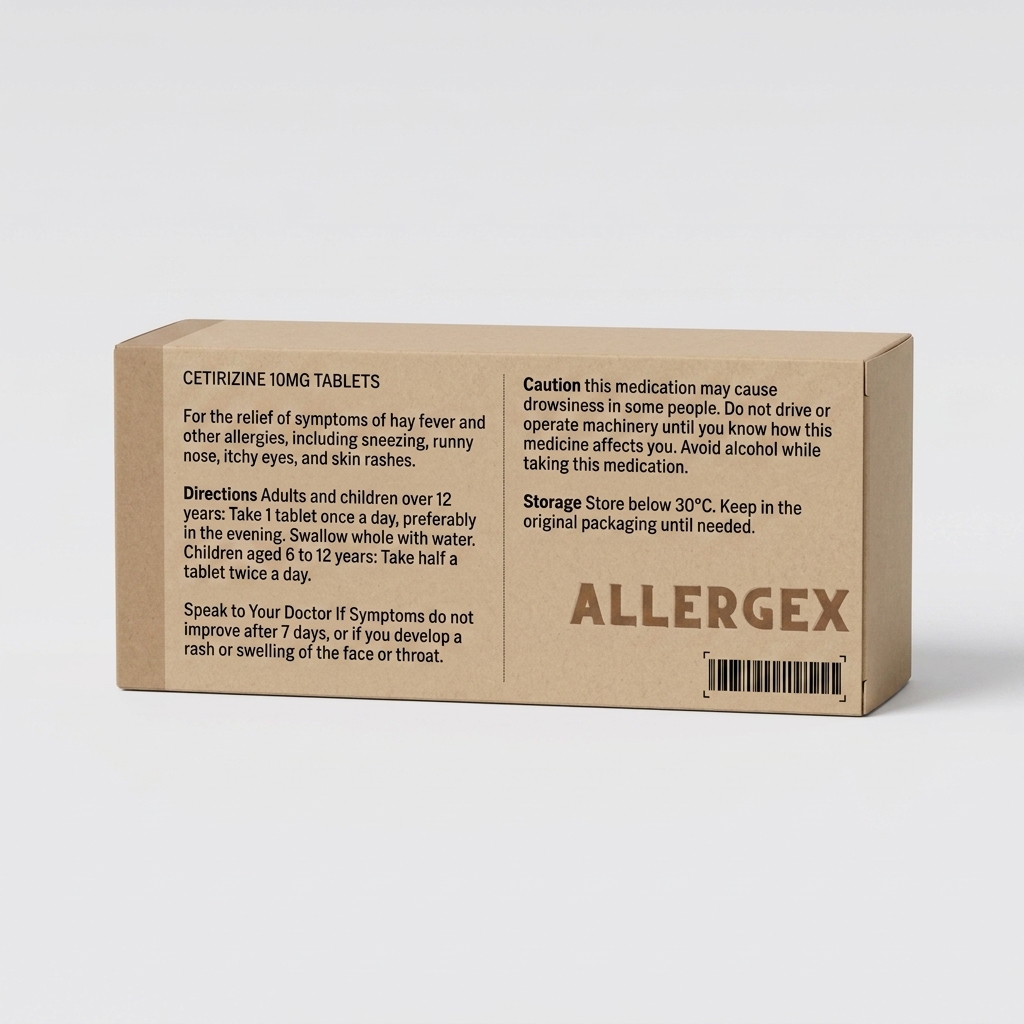 CETIRIZINE 10MG TABLETS
For the relief of symptoms of hay fever and
other allergies, including sneezing, runny
nose, itchy eyes, and skin rashes.
Directions Adults and children over 12
years: Take 1 tablet once a day, preferably
in the evening. Swallow whole with water.
Children aged 6 to 12 years: Take half a
tablet twice a day.
Speak to Your Doctor If Symptoms do not
improve after 7 days, or if you develop a
rash or swelling of the face or throat.
Caution this medication may cause
drowsiness in some people. Do not drive or
operate machinery until you know how this
medicine affects you. Avoid alcohol while
taking this medication.
Storage Store below 30°C. Keep in the
original packaging until needed.
ALLERGEX